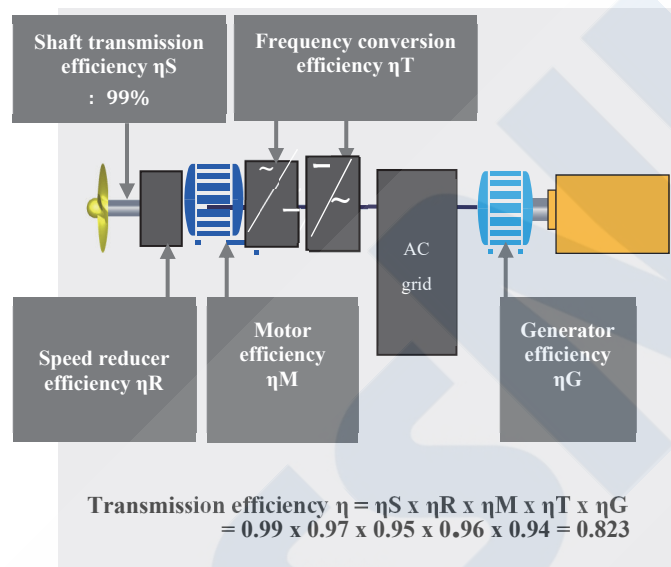 Shaft transmission
efficiency ηS
: 99%
Frequency conversion
efficiency ηT
~
~
AC
grid
Speed reducer
efficiency ηR
Motor
efficiency
ηM
Generator
efficiency
ηG
Transmission efficiency η = ηS x ηR x ηM x ηT x ηG
= 0.99 x 0.97 x 0.95 x 0.96 x 0.94 = 0.823